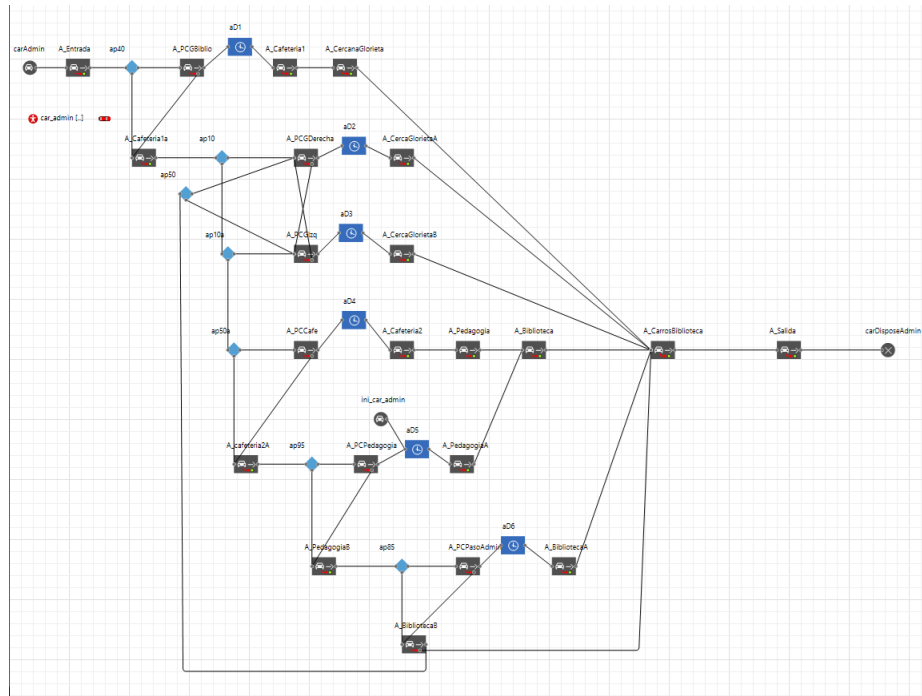 aD1
carAdmin A_Entrada ap40 A_PCGBiblio A_Cafeteria1 A_CercanaGlorieta
car_admin [..]
aD2
A_Cafeteria1a ap10 A_PCGDerecha A_CercaGlorietaA
ap50
aD3
ap10a A_PCGIzq A_CercaGlorietaB
aD4
ap50a A_PCCafe A_Cafeteria2 A_Pedagogia A_Biblioteca A_CarrosBiblioteca A_Salida carDisposeAdmin
ini_car_admin
aD5
A_cafeteria2A ap95 A_PCPedagogia A_PedagogiaA
aD6
A_PedagogiaB ap85 A_PCPasoAdmin A_BibliotecaA
A_BibliotecaB